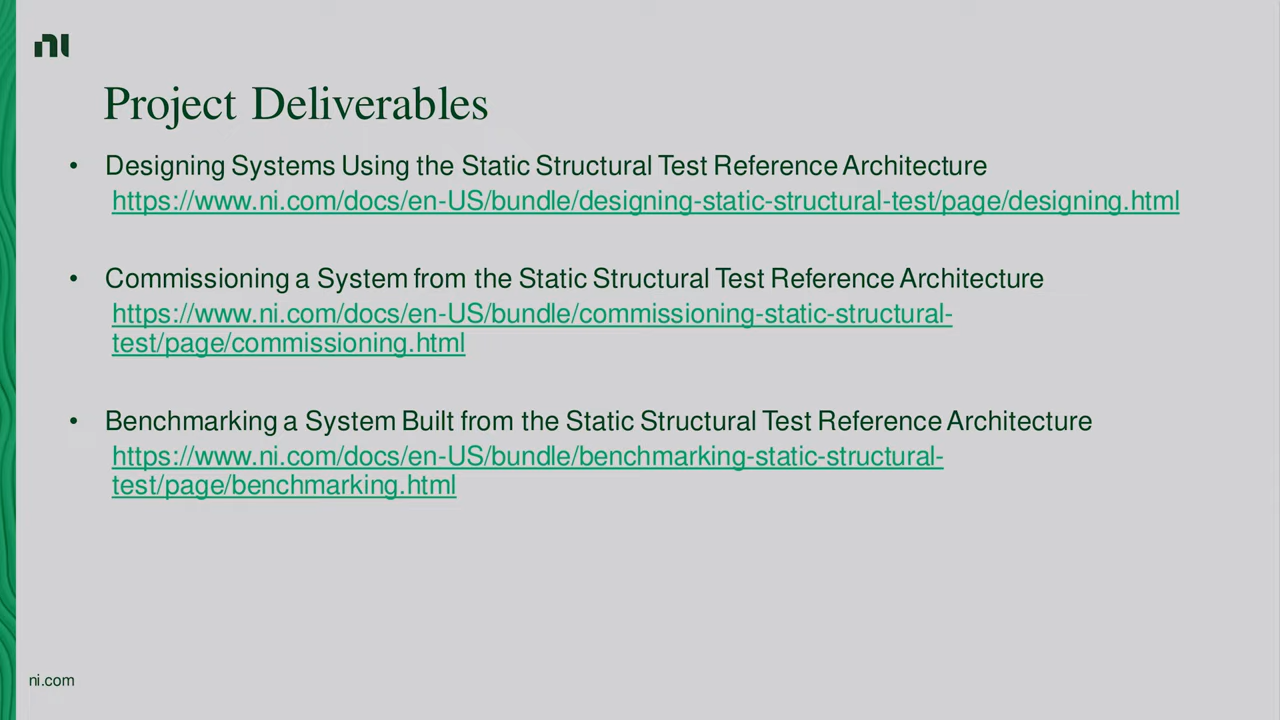 ni
Project Deliverables
• Designing Systems Using the Static Structural Test Reference Architecture
https://www.ni.com/docs/en-US/bundle/designing-static-structural-test/page/designing.html
• Commissioning a System from the Static Structural Test Reference Architecture
https://www.ni.com/docs/en-US/bundle/commissioning-static-structural-
test/page/commissioning.html
• Benchmarking a System Built from the Static Structural Test Reference Architecture
https://www.ni.com/docs/en-US/bundle/benchmarking-static-structural-
test/page/benchmarking.html
ni.com